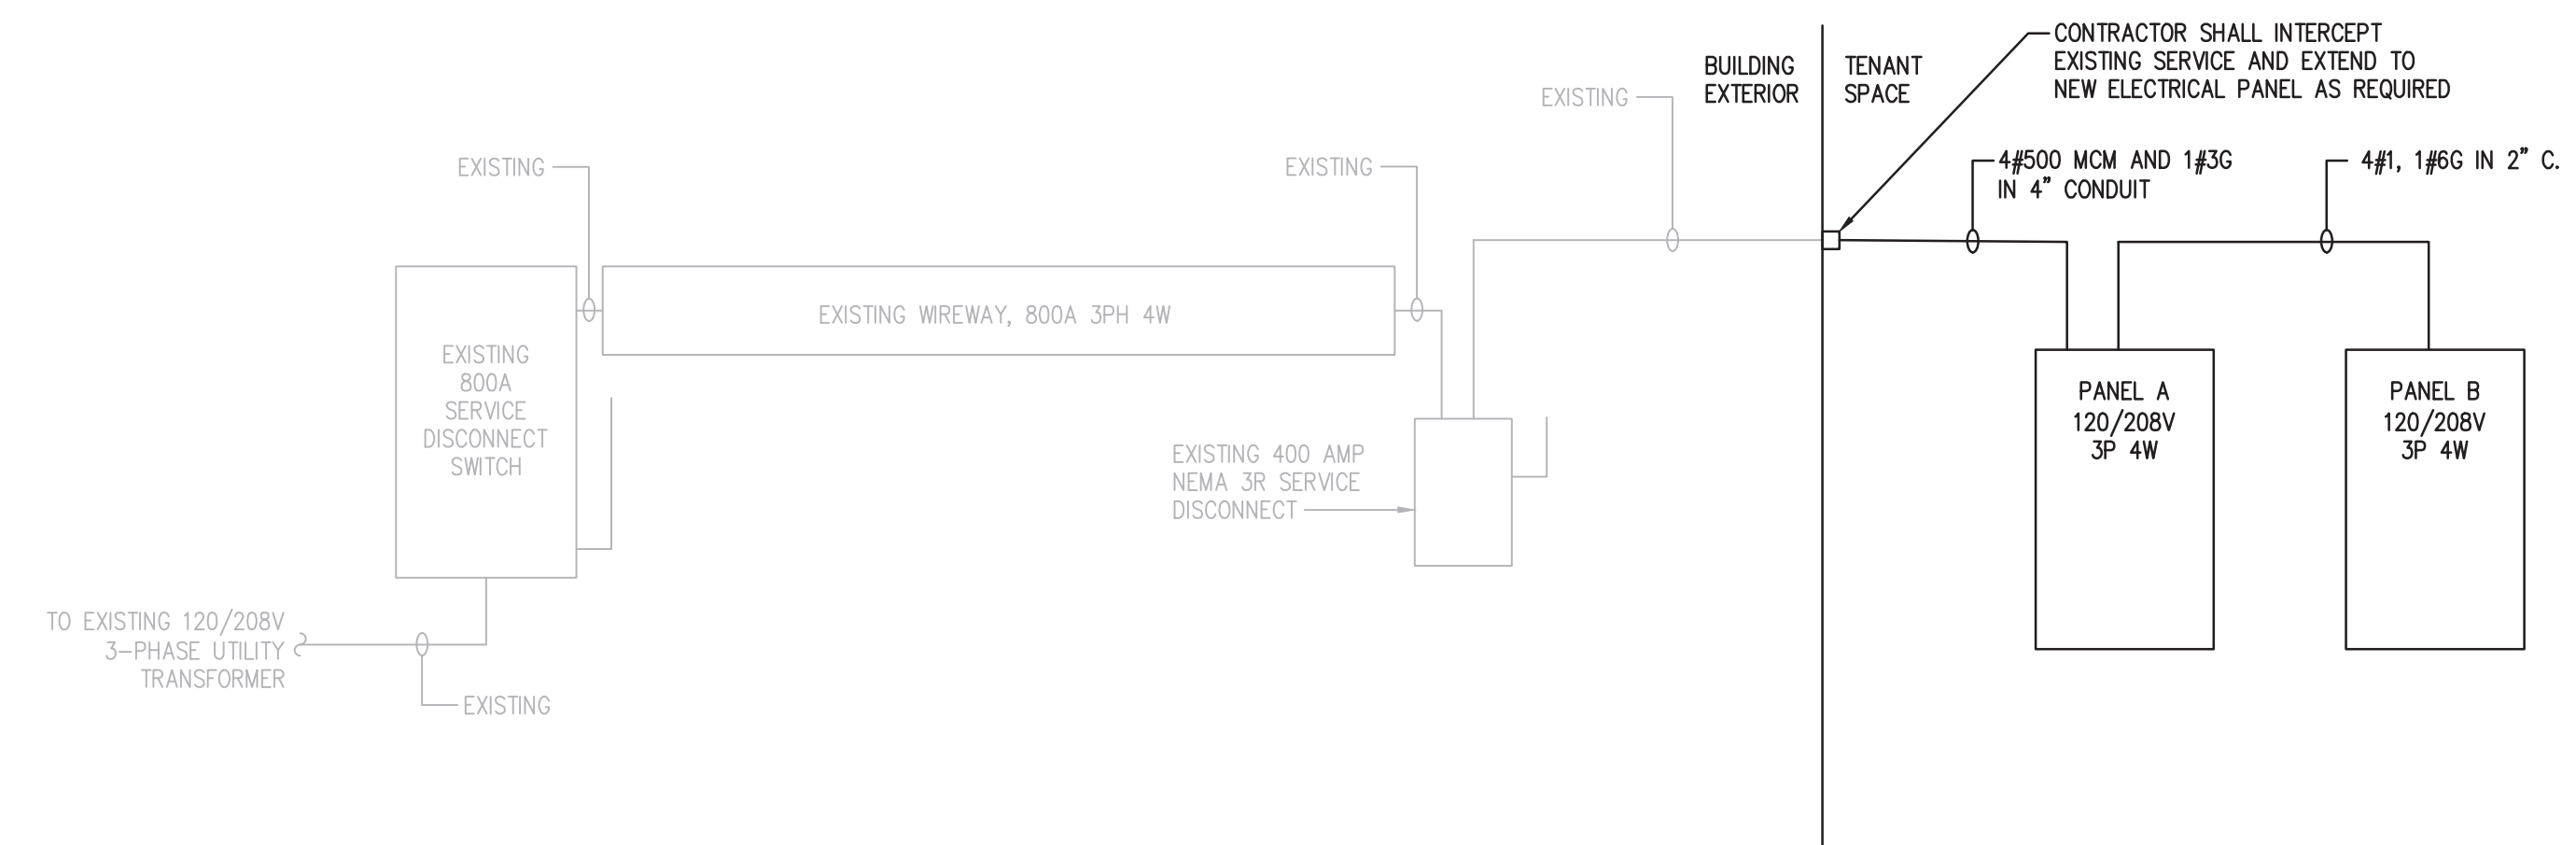 CONTRACTOR SHALL INTERCEPT
EXISTING SERVICE AND EXTEND TO
NEW ELECTRICAL PANEL AS REQUIRED
BUILDING
EXTERIOR
TENANT
SPACE
EXISTING
EXISTING
EXISTING
4#500 MCM AND 1#3G
IN 4" CONDUIT
4#1, 1#6G IN 2" C.
EXISTING WIREWAY, 800A 3PH 4W
EXISTING
800A
SERVICE
DISCONNECT
SWITCH
EXISTING 400 AMP
NEMA 3R SERVICE
DISCONNECT
PANEL A
120/208V
3P 4W
PANEL B
120/208V
3P 4W
TO EXISTING 120/208V
3-PHASE UTILITY
TRANSFORMER
EXISTING